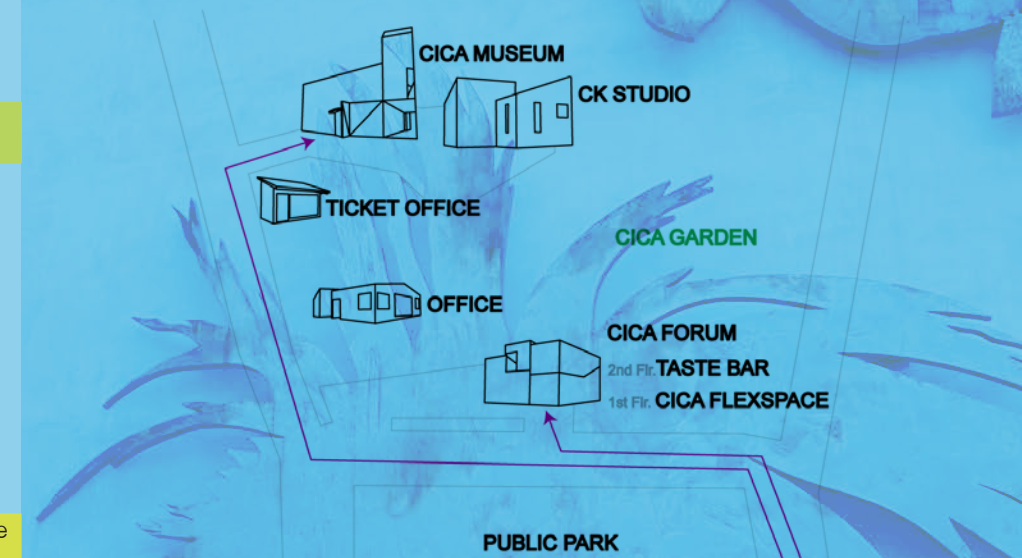 CICA MUSEUM
CK STUDIO
TICKET OFFICE
CICA GARDEN
OFFICE
CICA FORUM
2nd Flr. TASTE BAR
1st Flr. CICA FLEXSPACE
e
PUBLIC PARK